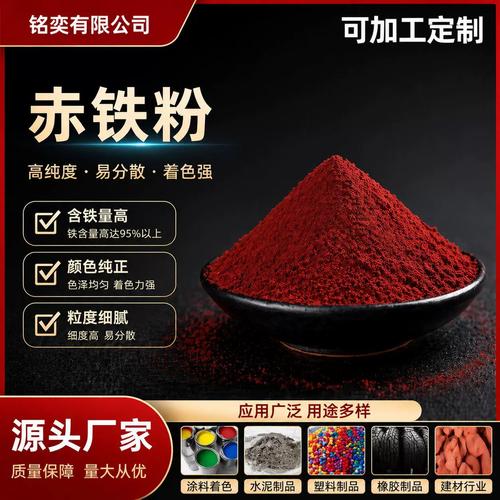 铭奕有限公司
可加工定制
赤铁粉
高纯度·易分散·着色强
含铁量高
铁含量高达95%以上
颜色纯正
色泽均匀 着色力强
粒度细腻
细度高 易分散
源头厂家
质量保障 量大从优
应用广泛 用途多样
涂料着色
水泥制品
塑料制品
橡胶制品
建材行业